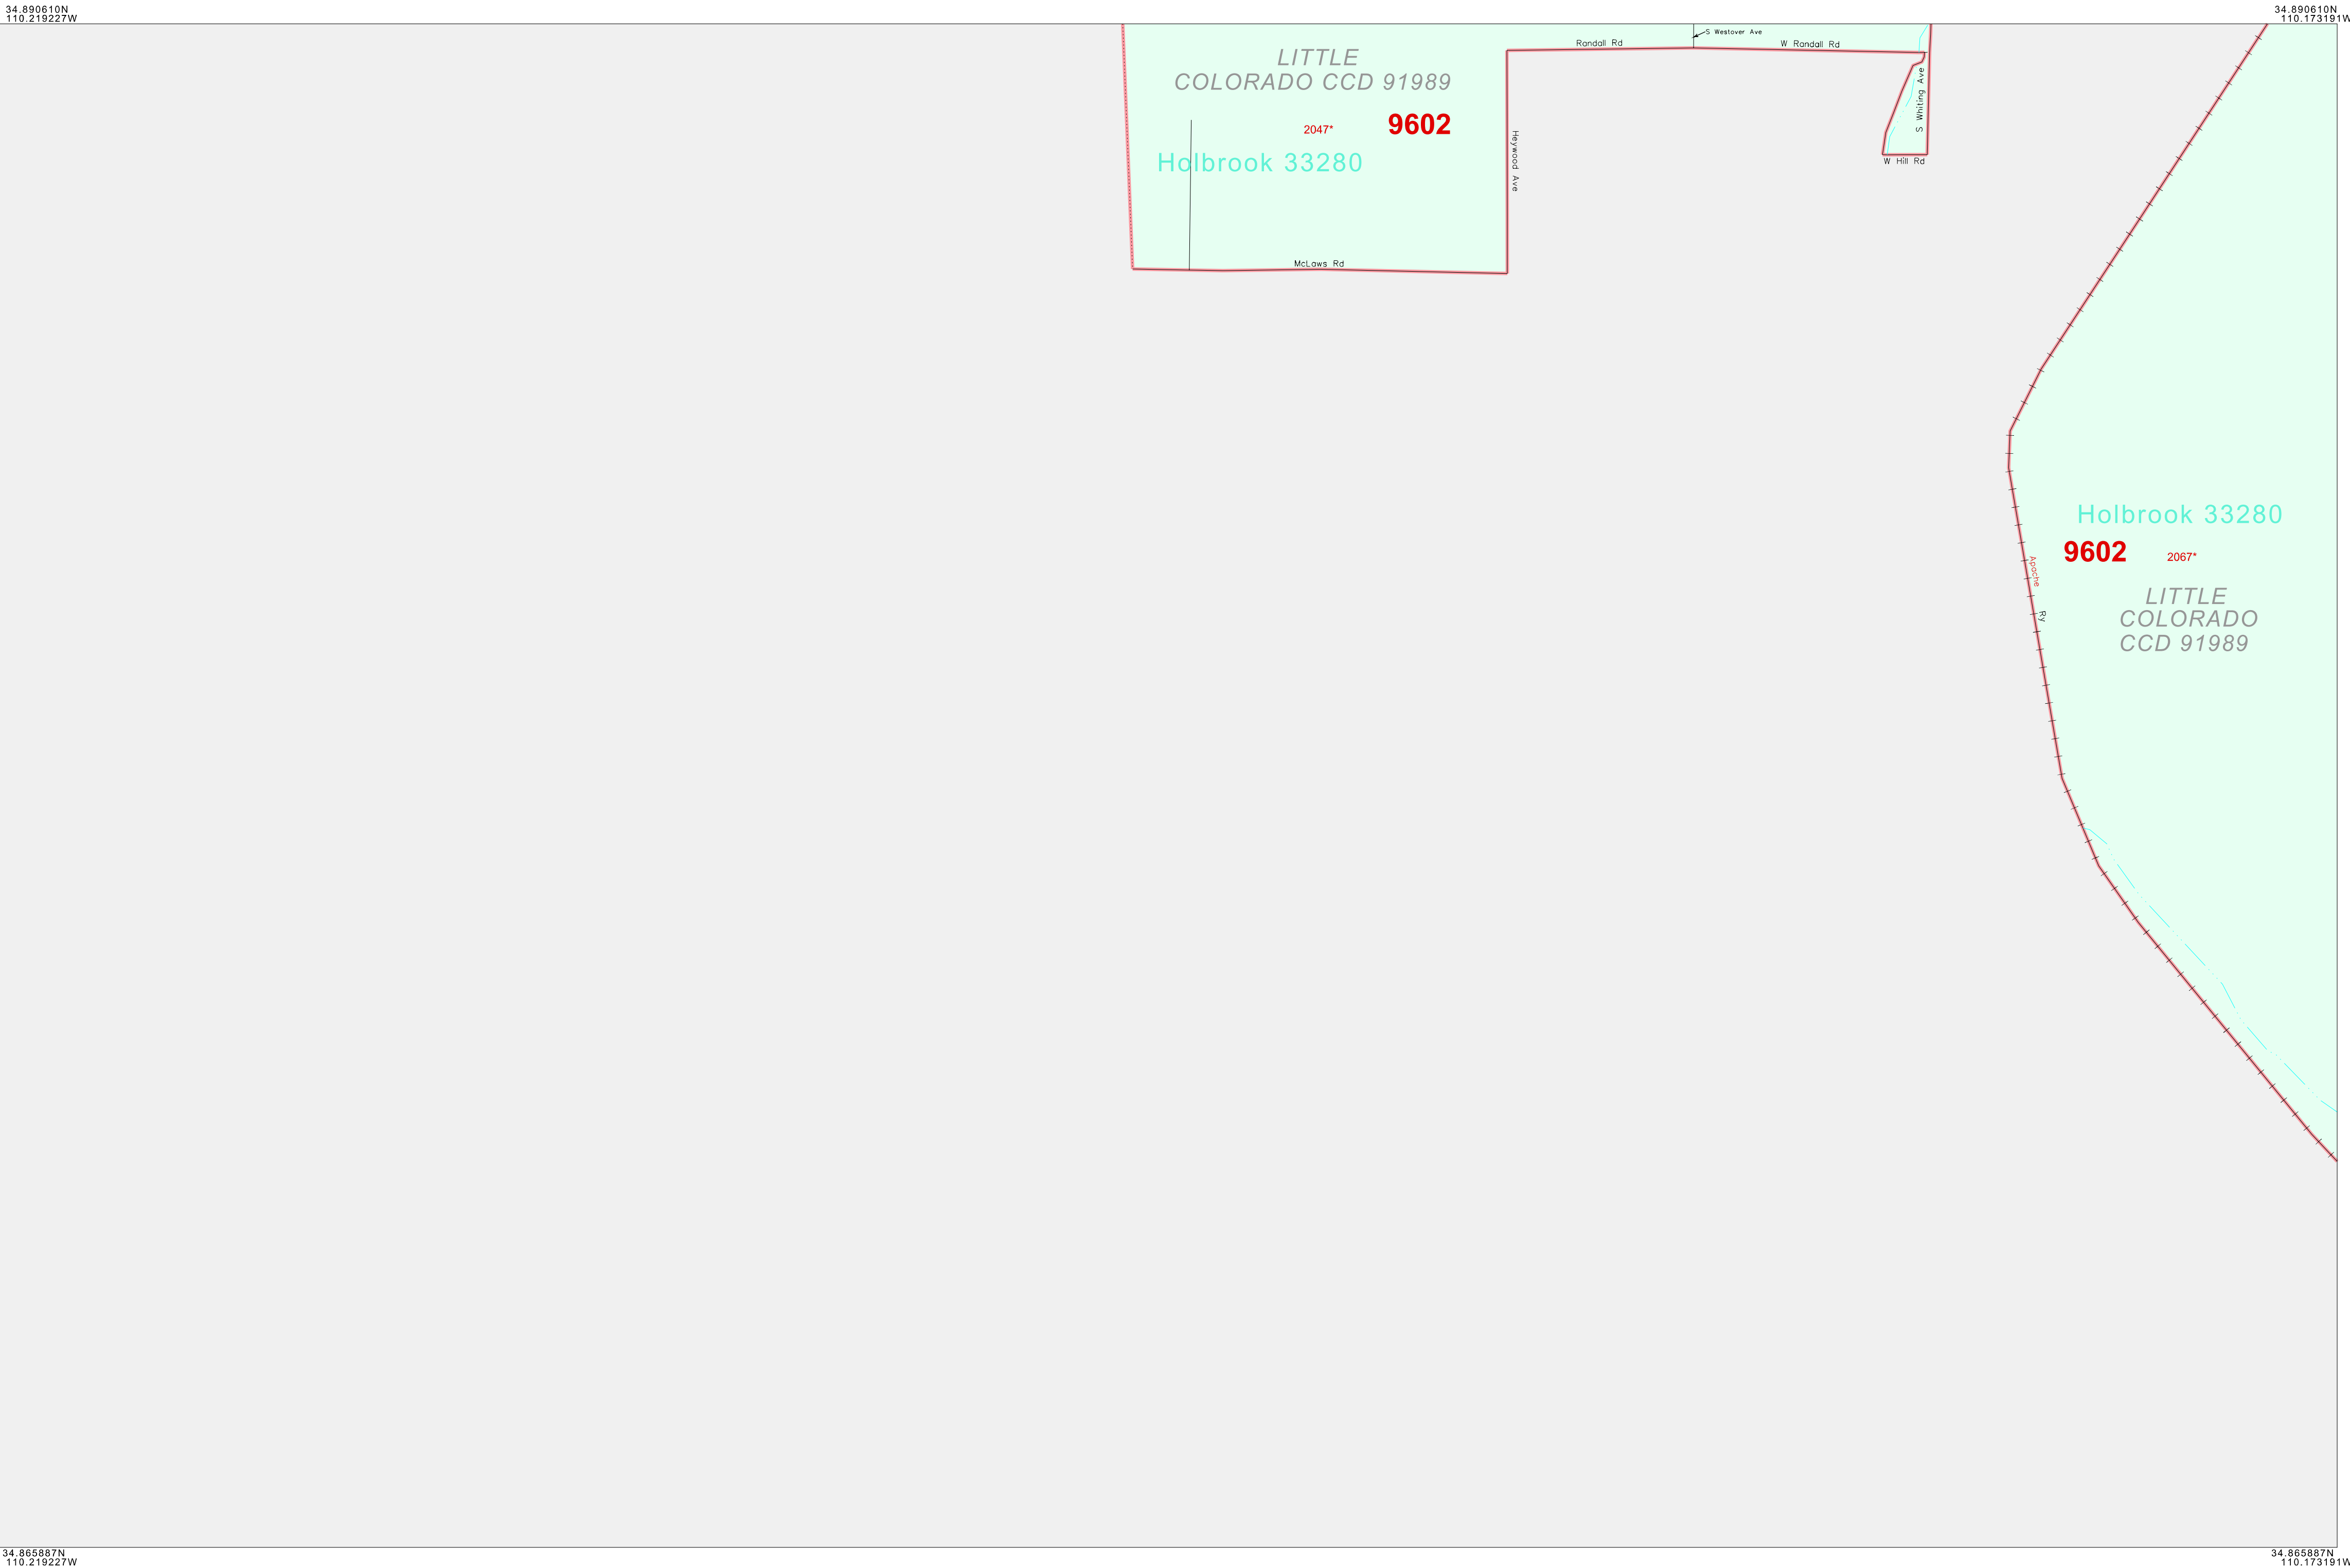 34.890610N
110.219227W
34.890610N
110.173191W
S Westover Ave
Randall Rd
W Randall Rd
LITTLE
COLORADO CCD 91989
2047*
9602
Holbrook 33280
Heywood Ave
S Whiting Ave
W Hill Rd
McLaws Rd
Holbrook 33280
9602
2067*
Apache
Ry
LITTLE
COLORADO
CCD 91989
34.865887N
110.219227W
34.865887N
110.173191W